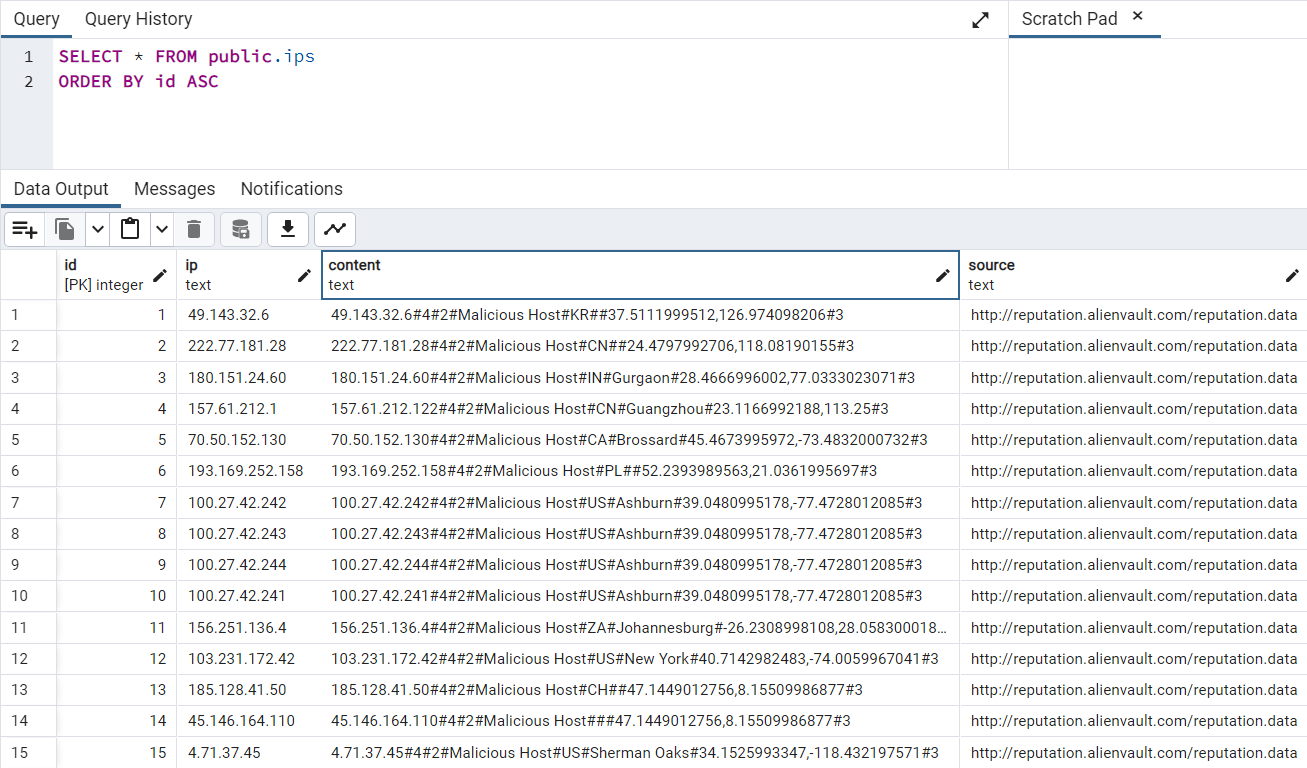 Query Query History Scratch Pad ×
1 SELECT * FROM public.ips
2 ORDER BY id ASC
Data Output Messages Notifications
id ip content source
[PK] integer text text text
1 1 49.143.32.6 49.143.32.6#4#2#Malicious Host#KR##37.5111999512,126.974098206#3 http://reputation.alienvault.com/reputation.data
2 2 222.77.181.28 222.77.181.28#4#2#Malicious Host#CN##24.4797992706,118.08190155#3 http://reputation.alienvault.com/reputation.data
3 3 180.151.24.60 180.151.24.60#4#2#Malicious Host#IN#Gurgaon#28.4666996002,77.0333023071#3 http://reputation.alienvault.com/reputation.data
4 4 157.61.212.1 157.61.212.122#4#2#Malicious Host#CN#Guangzhou#23.1166992188,113.25#3 http://reputation.alienvault.com/reputation.data
5 5 70.50.152.130 70.50.152.130#4#2#Malicious Host#CA#Brossard#45.4673995972,-73.4832000732#3 http://reputation.alienvault.com/reputation.data
6 6 193.169.252.158 193.169.252.158#4#2#Malicious Host#PL##52.2393989563,21.0361995697#3 http://reputation.alienvault.com/reputation.data
7 7 100.27.42.242 100.27.42.242#4#2#Malicious Host#US#Ashburn#39.0480995178,-77.4728012085#3 http://reputation.alienvault.com/reputation.data
8 8 100.27.42.243 100.27.42.243#4#2#Malicious Host#US#Ashburn#39.0480995178,-77.4728012085#3 http://reputation.alienvault.com/reputation.data
9 9 100.27.42.244 100.27.42.244#4#2#Malicious Host#US#Ashburn#39.0480995178,-77.4728012085#3 http://reputation.alienvault.com/reputation.data
10 10 100.27.42.241 100.27.42.241#4#2#Malicious Host#US#Ashburn#39.0480995178,-77.4728012085#3 http://reputation.alienvault.com/reputation.data
11 11 156.251.136.4 156.251.136.4#4#2#Malicious Host#ZA#Johannesburg#-26.2308998108,28.058300018... http://reputation.alienvault.com/reputation.data
12 12 103.231.172.42 103.231.172.42#4#2#Malicious Host#US#New York#40.7142982483,-74.0059967041#3 http://reputation.alienvault.com/reputation.data
13 13 185.128.41.50 185.128.41.50#4#2#Malicious Host#CH##47.1449012756,8.15509986877#3 http://reputation.alienvault.com/reputation.data
14 14 45.146.164.110 45.146.164.110#4#2#Malicious Host###47.1449012756,8.15509986877#3 http://reputation.alienvault.com/reputation.data
15 15 4.71.37.45 4.71.37.45#4#2#Malicious Host#US#Sherman Oaks#34.1525993347,-118.432197571#3 http://reputation.alienvault.com/reputation.data